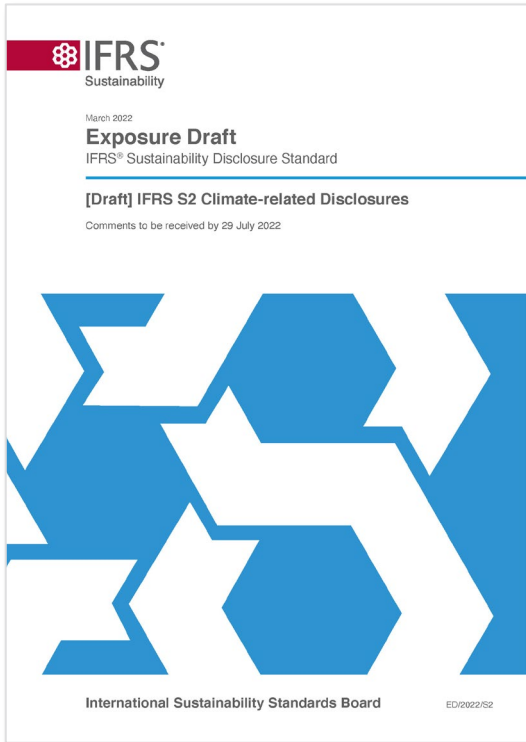 IFRS®
Sustainability
March 2022
Exposure Draft
IFRS® Sustainability Disclosure Standard
[Draft] IFRS S2 Climate-related Disclosures
Comments to be received by 29 July 2022
International Sustainability Standards Board
ED/2022/S2